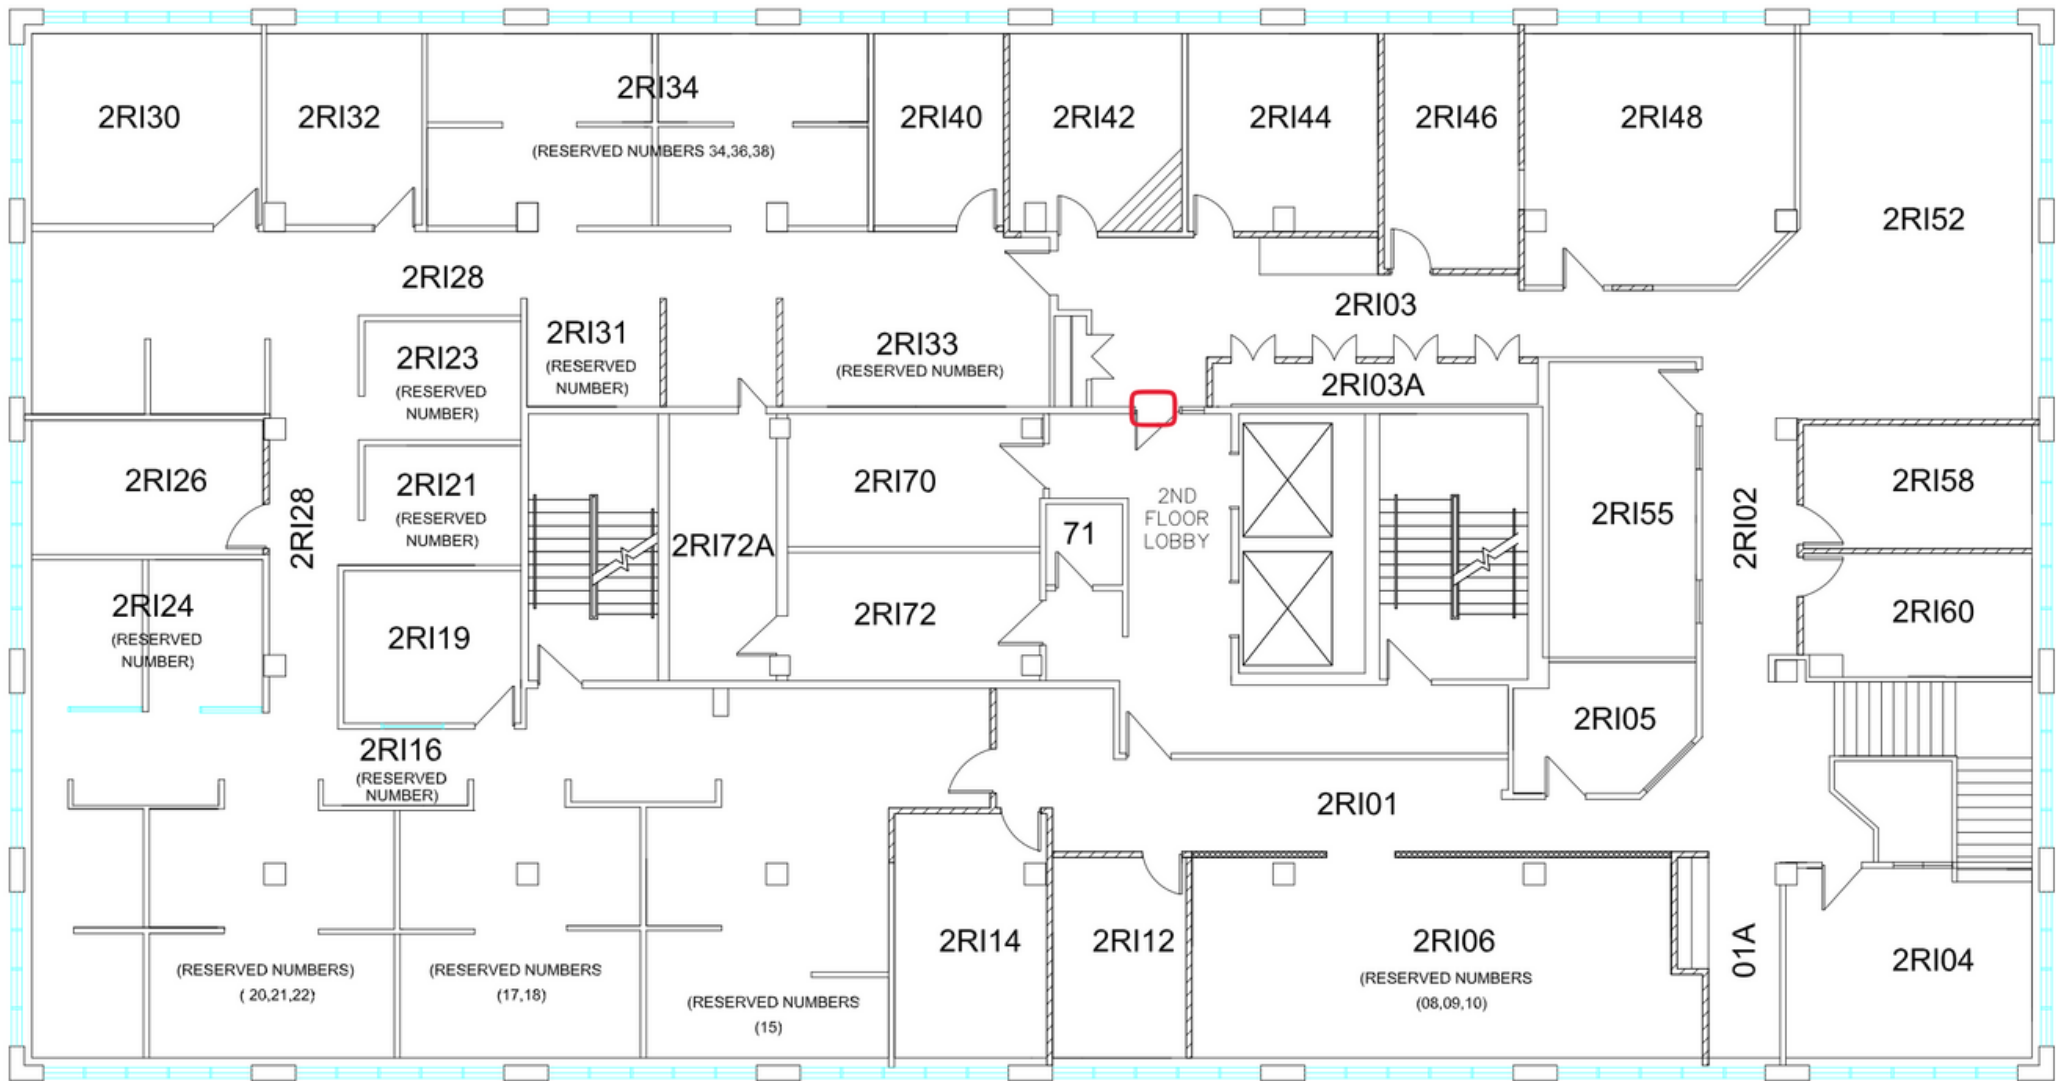 2RI30
2RI32
2RI34
(RESERVED NUMBERS 34,36,38)
2RI40
2RI42
2RI44
2RI46
2RI48
2RI52
2RI28
2RI03
2RI31
(RESERVED
NUMBER)
2RI33
(RESERVED NUMBER)
2RI23
(RESERVED
NUMBER)
2RI03A
2RI26
2RI21
(RESERVED
NUMBER)
2RI28
2RI70
2RI58
2ND
FLOOR
LOBBY
2RI55
2RI02
71
2RI72A
2RI24
(RESERVED
NUMBER)
2RI72
2RI60
2RI19
2RI05
2RI16
(RESERVED
NUMBER)
2RI01
2RI14
2RI12
2RI06
(RESERVED NUMBERS
(08,09,10)
01A
2RI04
(RESERVED NUMBERS)
( 20,21,22)
(RESERVED NUMBERS
(17,18)
(RESERVED NUMBERS
(15)